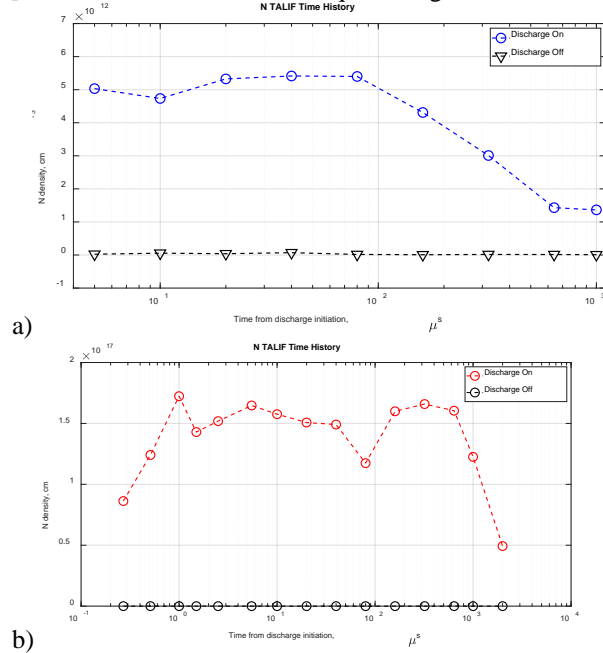 N TALIF Time History
× 10 12
Discharge On
Discharge Off
7
6
5
4
3
2
1
0
-1
N density, cm -3
10 1
10 2
10 3
Time from discharge initiation, μs
a)
N TALIF Time History
× 10 17
Discharge On
Discharge Off
2
1.5
1
0.5
0
N density, cm
10 -1
10 0
10 1
10 2
10 3
10 4
Time from discharge initiation, μs
b)